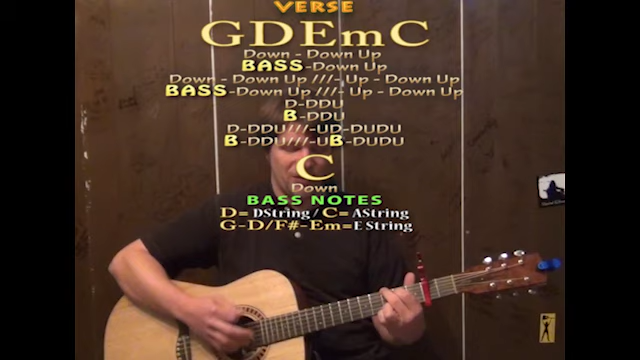 VERSE
GDEmC
Down - Down Up
BASS-Down Up
Down - Down Up ///- Up - Down Up
BASS-Down Up ///- Up - Down Up
D-DDU
B-DDU
D-DDU///-UD-DUDU
B-DDU///-UB-DUDU
C
Down
BASS NOTES
D= DString / C= AString
G-D/F#-Em=E String